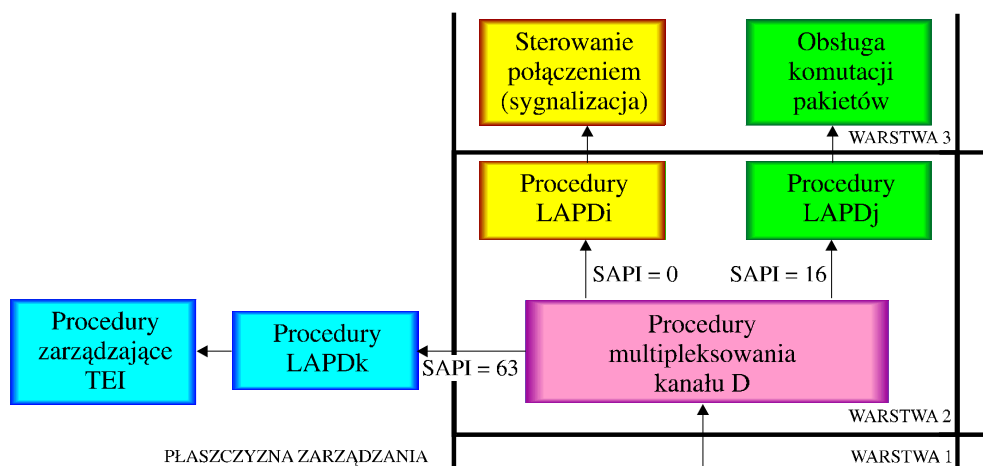 Sterowanie
połączeniem
(sygnalizacja)
Obsługa
komutacji
pakietów
WARSTWA 3
Procedury
LAPDi
Procedury
LAPDj
SAPI = 0
SAPI = 16
Procedury
zarządzające
TEI
Procedury
LAPDk
SAPI = 63
Procedury
multipleksowania
kanału D
WARSTWA 2
PŁASZCZYZNA ZARZĄDZANIA
WARSTWA 1